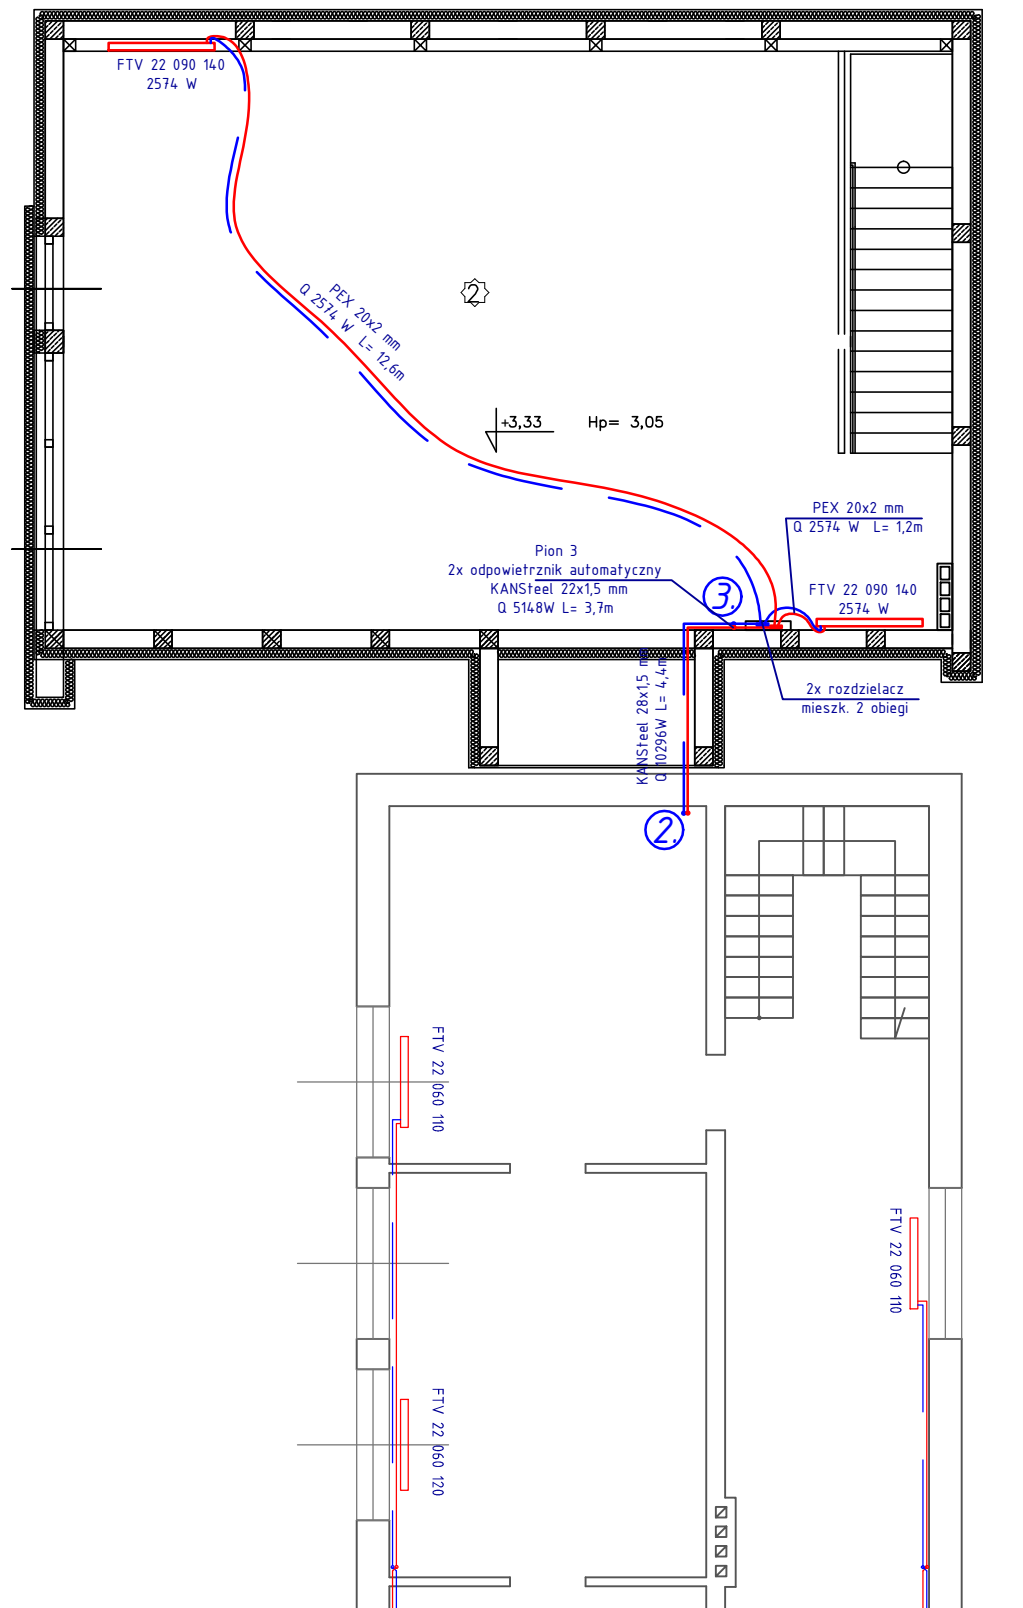 FTV 22 090 140
2574 W
PEX 20x2 mm
Q 2574 W L= 12,6m
2
+3,33
Hp= 3,05
PEX 20x2 mm
Q 2574 W L= 1,2m
Pion 3
2x odpowietrznik automatyczny
KANSteel 22x1,5 mm
Q 5148W L= 3,7m
3.
FTV 22 090 140
2574 W
2x rozdzielacz
mieszk. 2 obiegi
KANSteel 28x1,5 mm
Q 10296W L= 4,4m
2.
FTV 22 060 110
FTV 22 060 110
FTV 22 060 120